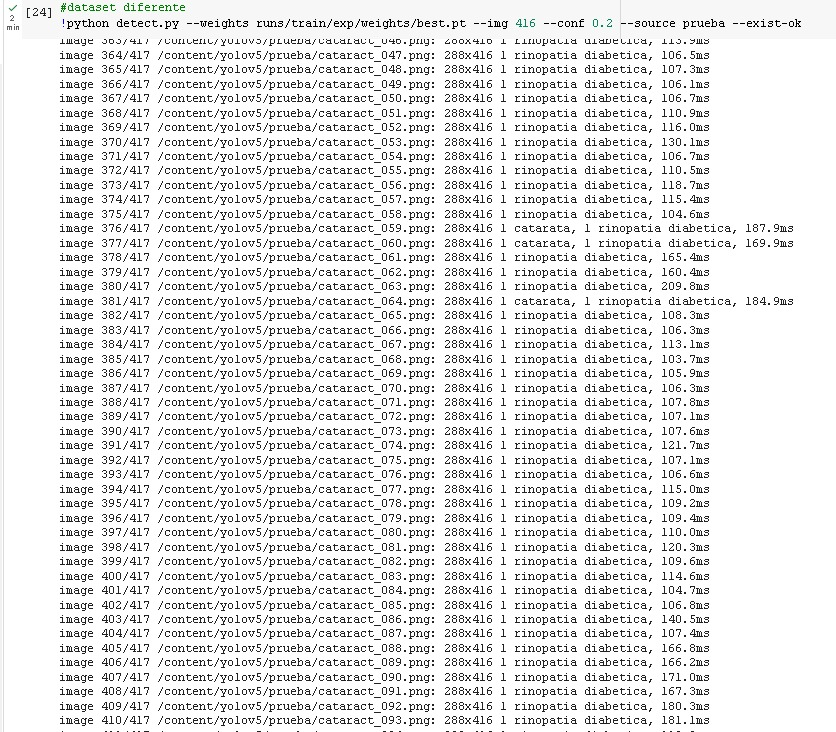 2
min
[24]
#dataset diferente
!python detect.py --weights runs/train/exp/weights/best.pt --img 416 --conf 0.2 --source prueba --exist-ok
image 363/417 /content/yolov5/prueba/cataract_046.png: 288x416 1 rinopatia diabetica, 113.9ms
image 364/417 /content/yolov5/prueba/cataract_047.png: 288x416 1 rinopatia diabetica, 106.5ms
image 365/417 /content/yolov5/prueba/cataract_048.png: 288x416 1 rinopatia diabetica, 107.3ms
image 366/417 /content/yolov5/prueba/cataract_049.png: 288x416 1 rinopatia diabetica, 106.1ms
image 367/417 /content/yolov5/prueba/cataract_050.png: 288x416 1 rinopatia diabetica, 106.7ms
image 368/417 /content/yolov5/prueba/cataract_051.png: 288x416 1 rinopatia diabetica, 110.9ms
image 369/417 /content/yolov5/prueba/cataract_052.png: 288x416 1 rinopatia diabetica, 116.0ms
image 370/417 /content/yolov5/prueba/cataract_053.png: 288x416 1 rinopatia diabetica, 130.1ms
image 371/417 /content/yolov5/prueba/cataract_054.png: 288x416 1 rinopatia diabetica, 106.7ms
image 372/417 /content/yolov5/prueba/cataract_055.png: 288x416 1 rinopatia diabetica, 110.5ms
image 373/417 /content/yolov5/prueba/cataract_056.png: 288x416 1 rinopatia diabetica, 118.7ms
image 374/417 /content/yolov5/prueba/cataract_057.png: 288x416 1 rinopatia diabetica, 115.4ms
image 375/417 /content/yolov5/prueba/cataract_058.png: 288x416 1 rinopatia diabetica, 104.6ms
image 376/417 /content/yolov5/prueba/cataract_059.png: 288x416 1 catarata, 1 rinopatia diabetica, 187.9ms
image 377/417 /content/yolov5/prueba/cataract_060.png: 288x416 1 catarata, 1 rinopatia diabetica, 169.9ms
image 378/417 /content/yolov5/prueba/cataract_061.png: 288x416 1 rinopatia diabetica, 165.4ms
image 379/417 /content/yolov5/prueba/cataract_062.png: 288x416 1 rinopatia diabetica, 160.4ms
image 380/417 /content/yolov5/prueba/cataract_063.png: 288x416 1 rinopatia diabetica, 209.8ms
image 381/417 /content/yolov5/prueba/cataract_064.png: 288x416 1 catarata, 1 rinopatia diabetica, 184.9ms
image 382/417 /content/yolov5/prueba/cataract_065.png: 288x416 1 rinopatia diabetica, 108.3ms
image 383/417 /content/yolov5/prueba/cataract_066.png: 288x416 1 rinopatia diabetica, 106.3ms
image 384/417 /content/yolov5/prueba/cataract_067.png: 288x416 1 rinopatia diabetica, 113.1ms
image 385/417 /content/yolov5/prueba/cataract_068.png: 288x416 1 rinopatia diabetica, 103.7ms
image 386/417 /content/yolov5/prueba/cataract_069.png: 288x416 1 rinopatia diabetica, 105.9ms
image 387/417 /content/yolov5/prueba/cataract_070.png: 288x416 1 rinopatia diabetica, 106.3ms
image 388/417 /content/yolov5/prueba/cataract_071.png: 288x416 1 rinopatia diabetica, 107.8ms
image 389/417 /content/yolov5/prueba/cataract_072.png: 288x416 1 rinopatia diabetica, 107.1ms
image 390/417 /content/yolov5/prueba/cataract_073.png: 288x416 1 rinopatia diabetica, 107.6ms
image 391/417 /content/yolov5/prueba/cataract_074.png: 288x416 1 rinopatia diabetica, 121.7ms
image 392/417 /content/yolov5/prueba/cataract_075.png: 288x416 1 rinopatia diabetica, 107.1ms
image 393/417 /content/yolov5/prueba/cataract_076.png: 288x416 1 rinopatia diabetica, 106.6ms
image 394/417 /content/yolov5/prueba/cataract_077.png: 288x416 1 rinopatia diabetica, 115.0ms
image 395/417 /content/yolov5/prueba/cataract_078.png: 288x416 1 rinopatia diabetica, 109.2ms
image 396/417 /content/yolov5/prueba/cataract_079.png: 288x416 1 rinopatia diabetica, 109.4ms
image 397/417 /content/yolov5/prueba/cataract_080.png: 288x416 1 rinopatia diabetica, 110.0ms
image 398/417 /content/yolov5/prueba/cataract_081.png: 288x416 1 rinopatia diabetica, 120.3ms
image 399/417 /content/yolov5/prueba/cataract_082.png: 288x416 1 rinopatia diabetica, 109.6ms
image 400/417 /content/yolov5/prueba/cataract_083.png: 288x416 1 rinopatia diabetica, 114.6ms
image 401/417 /content/yolov5/prueba/cataract_084.png: 288x416 1 rinopatia diabetica, 104.7ms
image 402/417 /content/yolov5/prueba/cataract_085.png: 288x416 1 rinopatia diabetica, 106.8ms
image 403/417 /content/yolov5/prueba/cataract_086.png: 288x416 1 rinopatia diabetica, 140.5ms
image 404/417 /content/yolov5/prueba/cataract_087.png: 288x416 1 rinopatia diabetica, 107.4ms
image 405/417 /content/yolov5/prueba/cataract_088.png: 288x416 1 rinopatia diabetica, 166.8ms
image 406/417 /content/yolov5/prueba/cataract_089.png: 288x416 1 rinopatia diabetica, 166.2ms
image 407/417 /content/yolov5/prueba/cataract_090.png: 288x416 1 rinopatia diabetica, 171.0ms
image 408/417 /content/yolov5/prueba/cataract_091.png: 288x416 1 rinopatia diabetica, 167.3ms
image 409/417 /content/yolov5/prueba/cataract_092.png: 288x416 1 rinopatia diabetica, 180.3ms
image 410/417 /content/yolov5/prueba/cataract_093.png: 288x416 1 rinopatia diabetica, 181.1ms